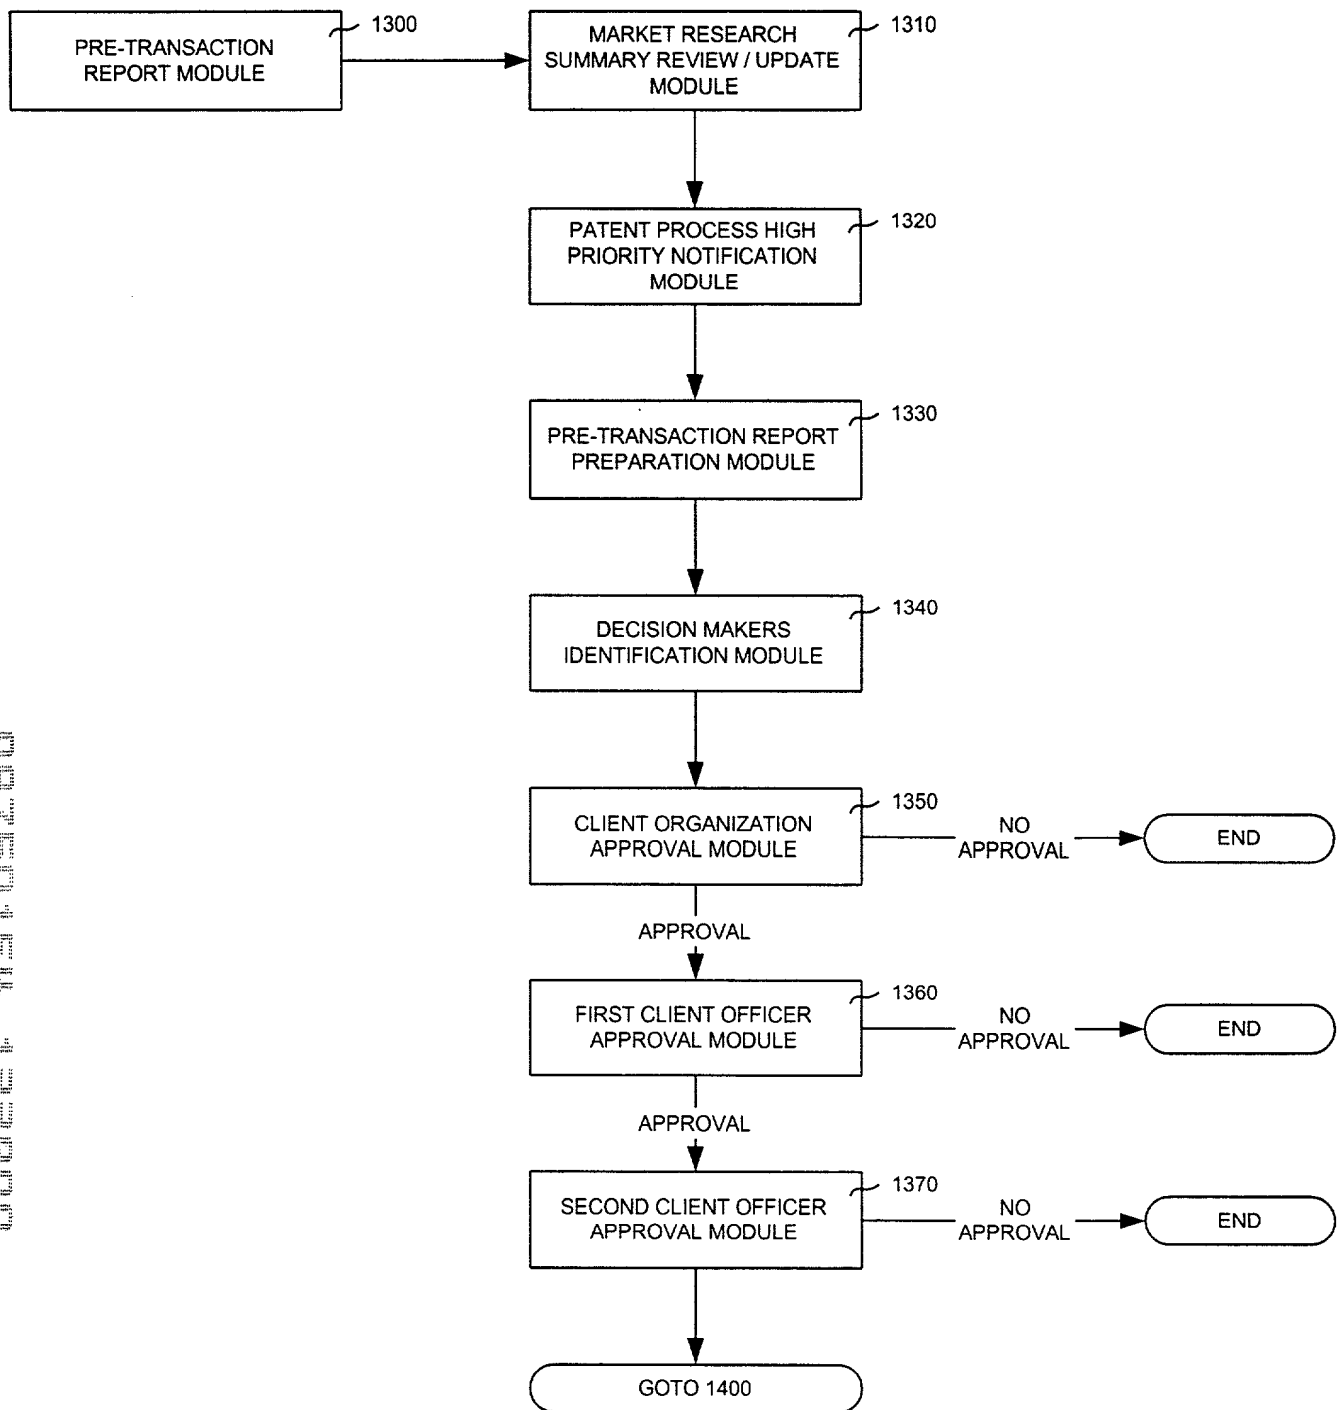 PRE-TRANSACTION
REPORT MODULE
1300
MARKET RESEARCH
SUMMARY REVIEW / UPDATE
MODULE
1310
PATENT PROCESS HIGH
PRIORITY NOTIFICATION
MODULE
1320
PRE-TRANSACTION REPORT
PREPARATION MODULE
1330
DECISION MAKERS
IDENTIFICATION MODULE
1340
CLIENT ORGANIZATION
APPROVAL MODULE
1350
NO
APPROVAL
END
APPROVAL
FIRST CLIENT OFFICER
APPROVAL MODULE
1360
NO
APPROVAL
END
APPROVAL
SECOND CLIENT OFFICER
APPROVAL MODULE
1370
NO
APPROVAL
END
GOTO 1400